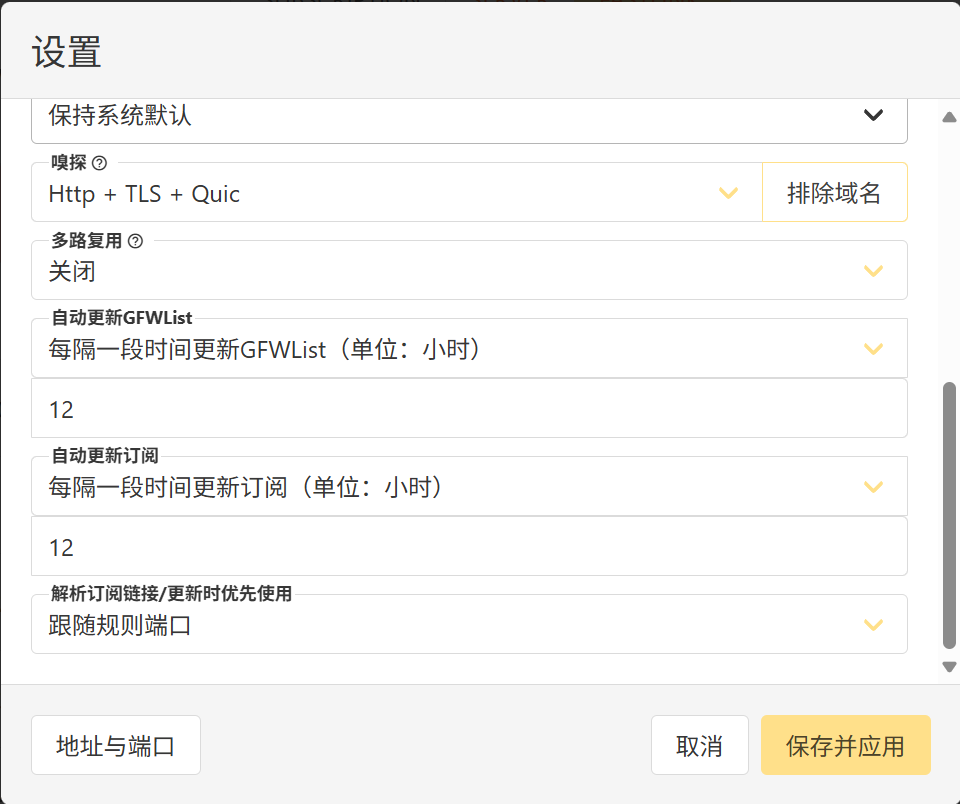 设置
保持系统默认
嗅探
Http + TLS + Quic
排除域名
多路复用
关闭
自动更新GFWList
每隔一段时间更新GFWList（单位：小时）
12
自动更新订阅
每隔一段时间更新订阅（单位：小时）
12
解析订阅链接/更新时优先使用
跟随规则端口
地址与端口
取消
保存并应用